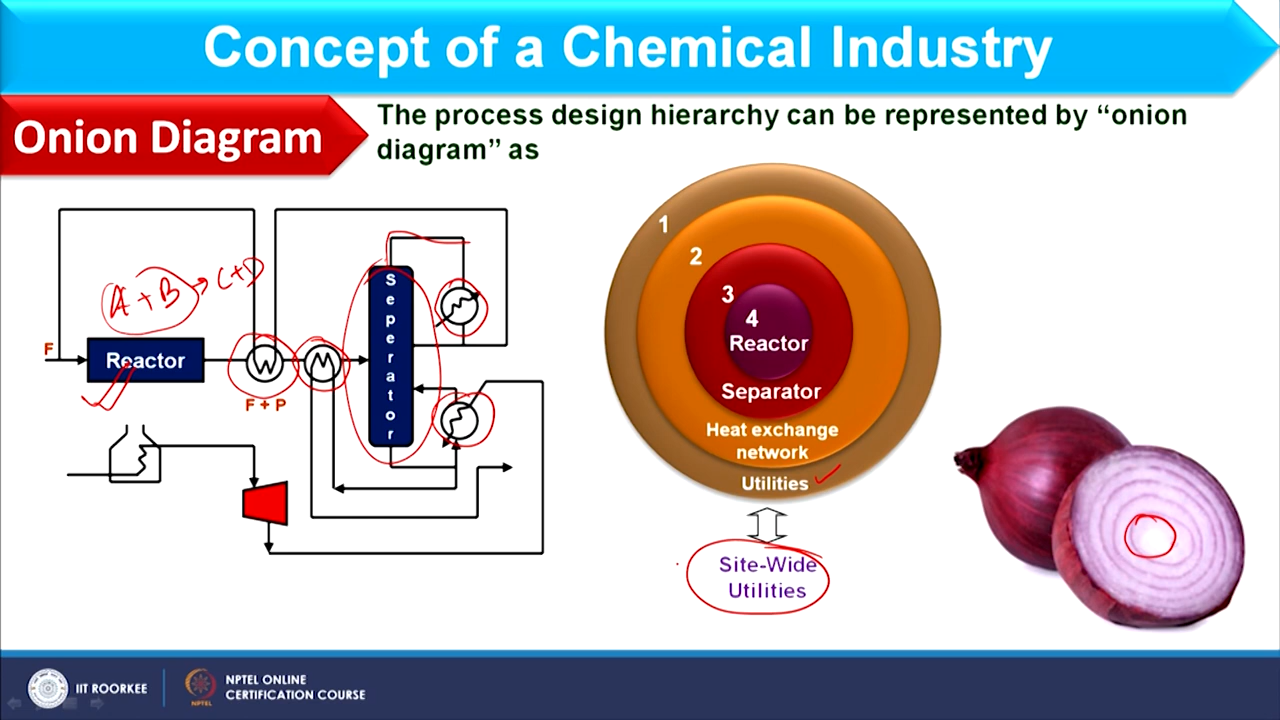 Concept of a Chemical Industry
Onion Diagram
The process design hierarchy can be represented by “onion
diagram” as
A + B → C+D
F
Reactor
F + P
Seperator
1
2
3
4
Reactor
Separator
Heat exchange
network
Utilities
Site-Wide
Utilities
IIT ROORKEE
NPTEL
NPTEL ONLINE
CERTIFICATION COURSE